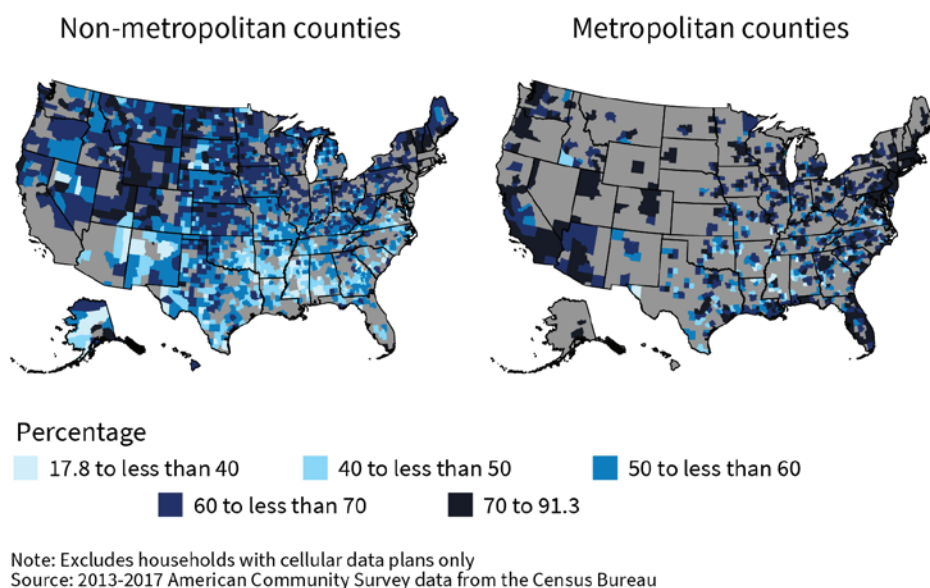 Non-metropolitan counties
Metropolitan counties
Percentage
17.8 to less than 40
40 to less than 50
50 to less than 60
60 to less than 70
70 to 91.3
Note: Excludes households with cellular data plans only
Source: 2013-2017 American Community Survey data from the Census Bureau